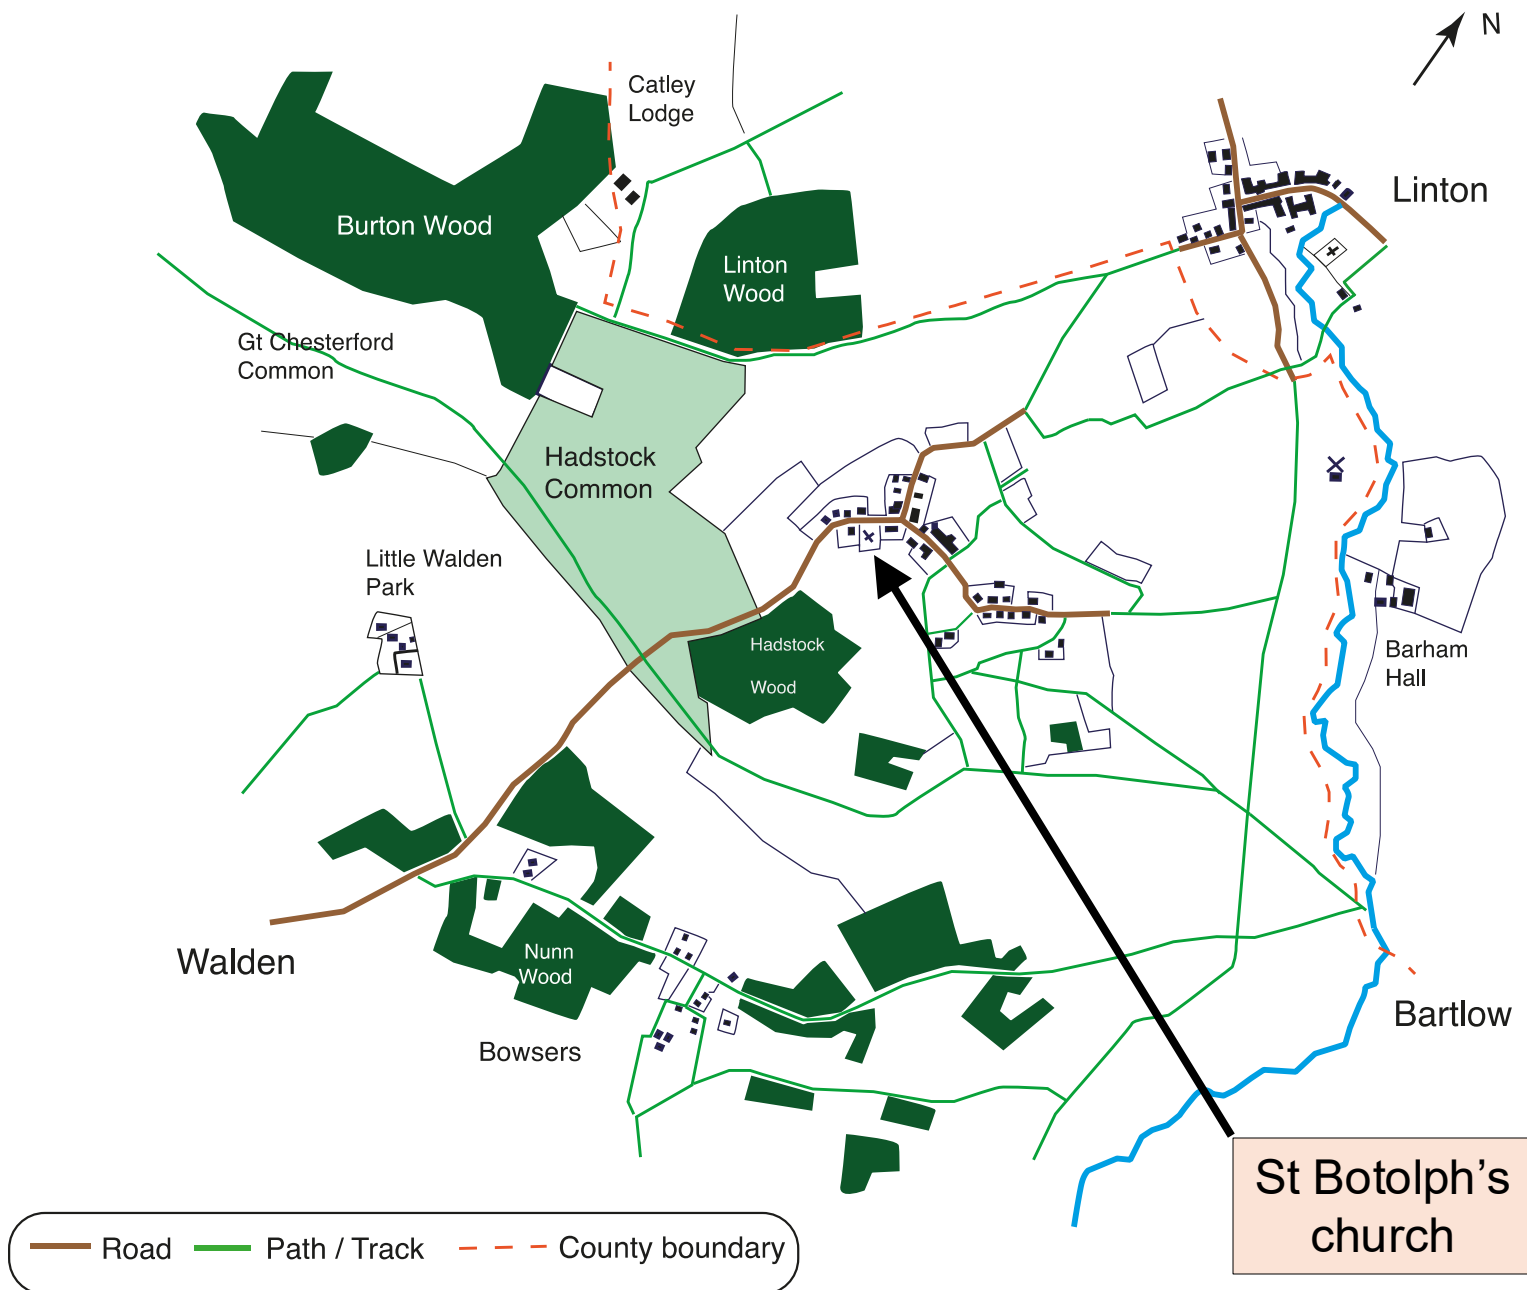 N
Catley
Lodge
Linton
Burton Wood
Linton
Wood
Gt Chesterford
Common
Hadstock
Common
Little Walden
Park
Hadstock
Wood
Barham
Hall
Walden
Nunn
Wood
Bartlow
Bowsers
St Botolph’s
church
Road
Path / Track
County boundary